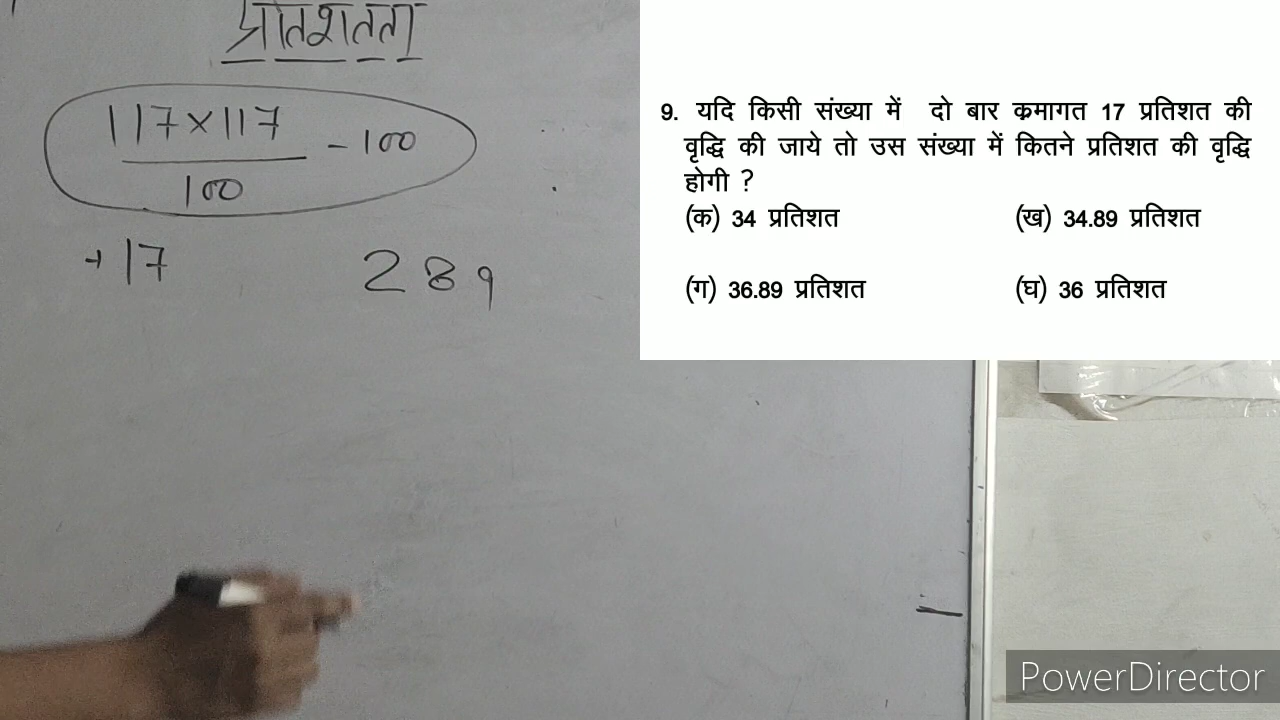 प्रतिशतता
117×117
100
- 100
+ 17 289
9. यदि किसी संख्या में दो बार क्रमागत 17 प्रतिशत की
वृद्धि की जाये तो उस संख्या में कितने प्रतिशत की वृद्धि
होगी ?
(क) 34 प्रतिशत (ख) 34.89 प्रतिशत
(ग) 36.89 प्रतिशत (घ) 36 प्रतिशत
PowerDirector